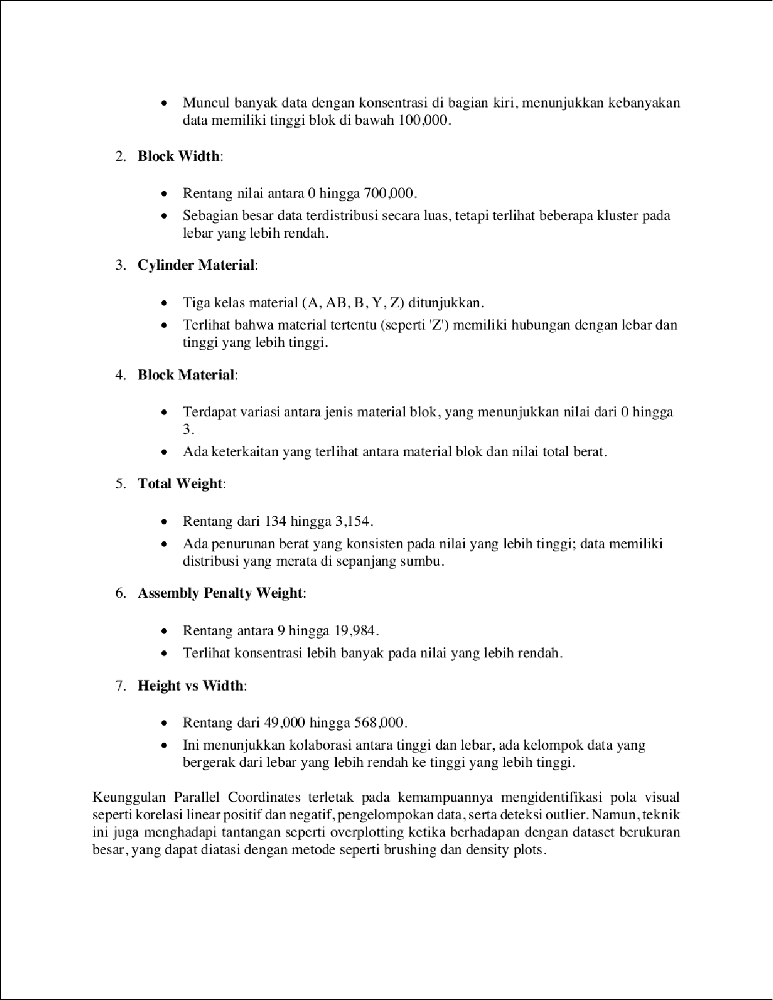 • Muncul banyak data dengan konsentrasi di bagian kiri, menunjukkan kebanyakan
data memiliki tinggi blok di bawah 100,000.
2. Block Width:
• Rentang nilai antara 0 hingga 700,000.
• Sebagian besar data terdistribusi secara luas, tetapi terlihat beberapa kluster pada
lebar yang lebih rendah.
3. Cylinder Material:
• Tiga kelas material (A, AB, B, Y, Z) ditunjukkan.
• Terlihat bahwa material tertentu (seperti 'Z') memiliki hubungan dengan lebar dan
tinggi yang lebih tinggi.
4. Block Material:
• Terdapat variasi antara jenis material blok, yang menunjukkan nilai dari 0 hingga
3.
• Ada keterkaitan yang terlihat antara material blok dan nilai total berat.
5. Total Weight:
• Rentang dari 134 hingga 3,154.
• Ada penurunan berat yang konsisten pada nilai yang lebih tinggi; data memiliki
distribusi yang merata di sepanjang sumbu.
6. Assembly Penalty Weight:
• Rentang antara 9 hingga 19,984.
• Terlihat konsentrasi lebih banyak pada nilai yang lebih rendah.
7. Height vs Width:
• Rentang dari 49,000 hingga 568,000.
• Ini menunjukkan kolaborasi antara tinggi dan lebar, ada kelompok data yang
bergerak dari lebar yang lebih rendah ke tinggi yang lebih tinggi.
Keunggulan Parallel Coordinates terletak pada kemampuannya mengidentifikasi pola visual
seperti korelasi linear positif dan negatif, pengelompokan data, serta deteksi outlier. Namun, teknik
ini juga menghadapi tantangan seperti overplotting ketika berhadapan dengan dataset berukuran
besar, yang dapat diatasi dengan metode seperti brushing dan density plots.